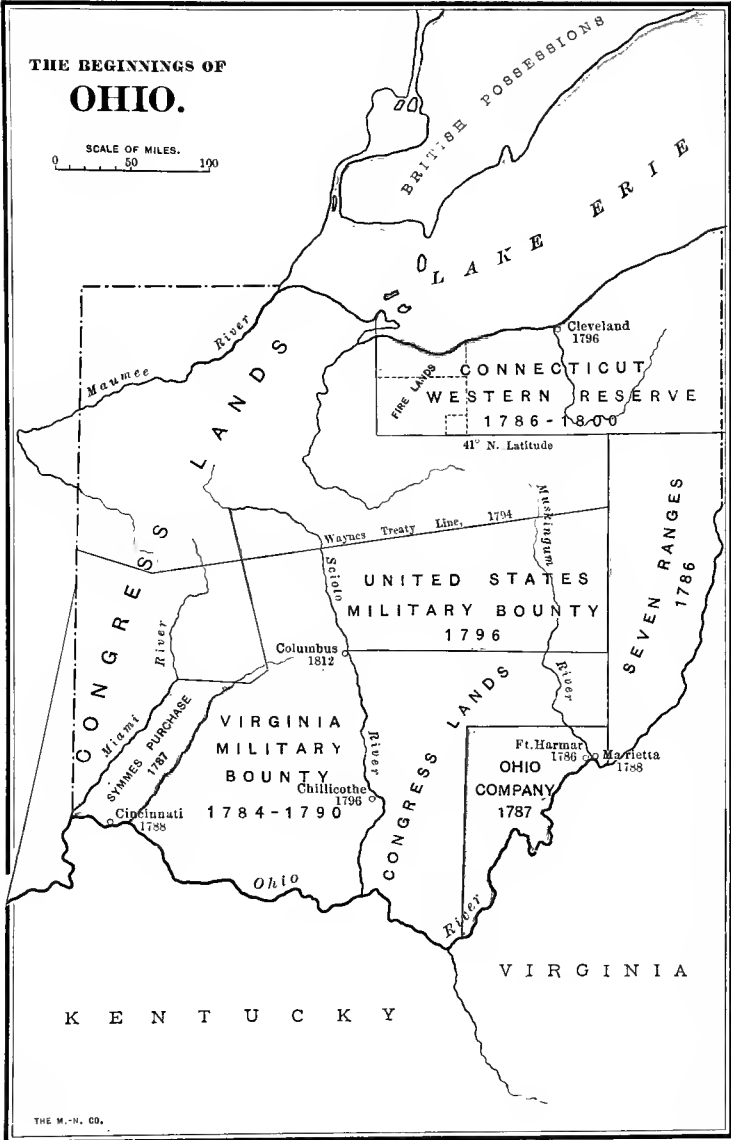 THE BEGINNINGS OF
OHIO.
SCALE OF MILES.
0 50 100
BRITISH POSSESSIONS
LAKE ERIE
Maumee River
Cleveland
1796
CONNECTICUT
WESTERN RESERVE
1786-1800
FIRE LANDS
41° N. Latitude
CONGRESS LANDS
Waynes Treaty Line, 1794
Muskingum River
SEVEN RANGES
1786
Scioto River
UNITED STATES
MILITARY BOUNTY
1796
Columbus
1812
Miami River
SYMMES PURCHASE
1787
VIRGINIA
MILITARY
BOUNTY
1784-1790
Chillicothe
1796
CONGRESS LANDS
Ft. Harmar
1786
Marietta
1788
OHIO
COMPANY
1787
Cincinnati
1788
Ohio River
VIRGINIA
KENTUCKY
THE M.-N. CO.